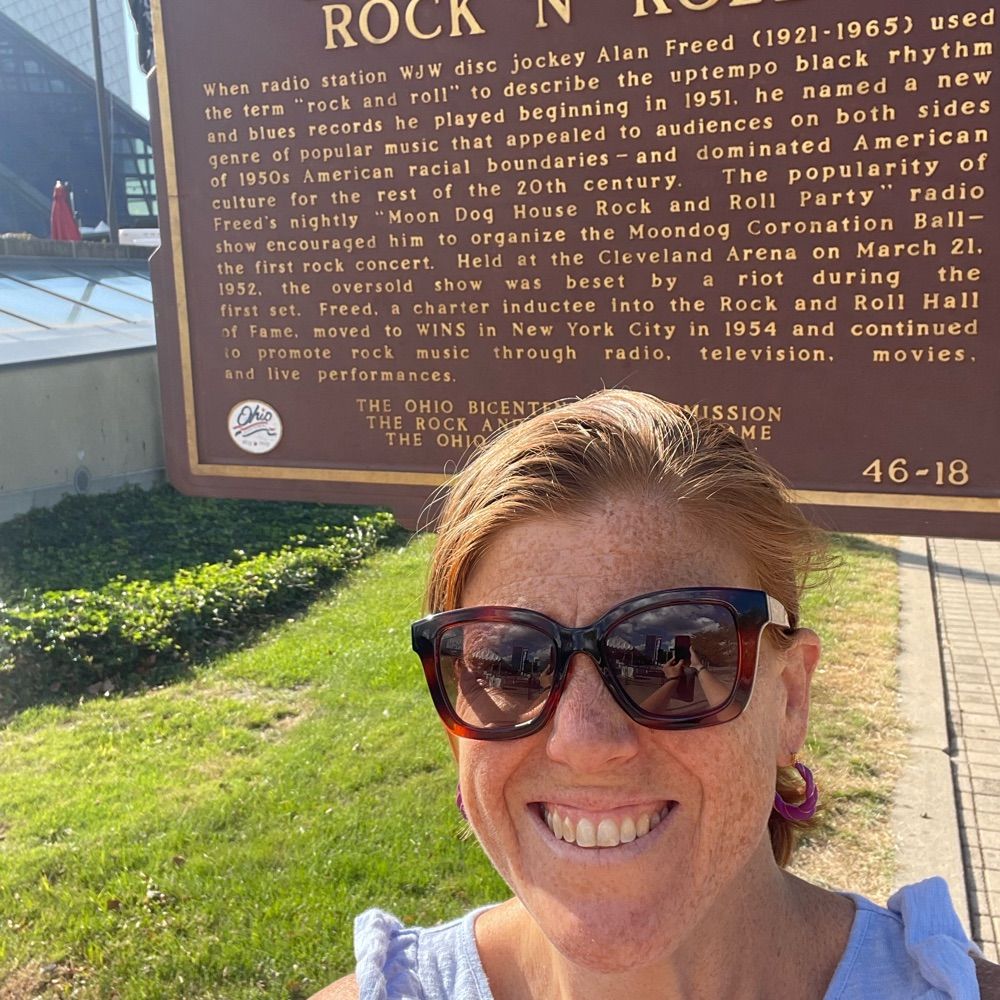 ROCK 'N' ROLL
When radio station WJW disc jockey Alan Freed (1921-1965) used
the term "rock and roll" to describe the uptempo black rhythm
and blues records he played beginning in 1951, he named a new
genre of popular music that appealed to audiences on both sides
of 1950s American racial boundaries—and dominated American
culture for the rest of the 20th century. The popularity of
Freed's nightly "Moon Dog House Rock and Roll Party" radio
show encouraged him to organize the Moondog Coronation Ball—
the first rock concert. Held at the Cleveland Arena on March 21,
1952, the oversold show was beset by a riot during the
first set. Freed, a charter inductee into the Rock and Roll Hall
of Fame, moved to WINS in New York City in 1954 and continued
to promote rock music through radio, television, movies,
and live performances.
THE OHIO BICENTE MISSION
THE ROCK AN AME
THE OHIO
Ohio
46-18